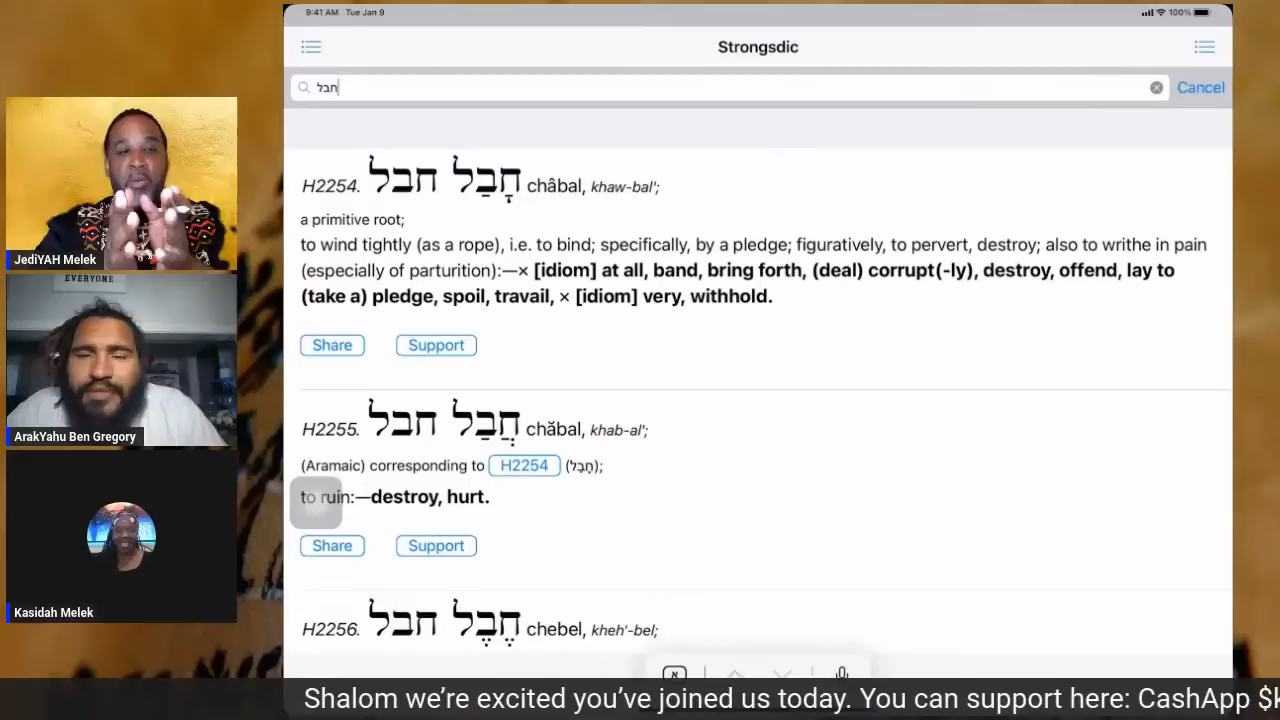 9:41 AM Tue Jan 9
100%
Strongsdic
חבל
Cancel
H2254. חבל חָבַל châbal, khaw-bal';
a primitive root;
to wind tightly (as a rope), i.e. to bind; specifically, by a pledge; figuratively, to pervert, destroy; also to writhe in pain
(especially of parturition):—× [idiom] at all, band, bring forth, (deal) corrupt(-ly), destroy, offend, lay to
(take a) pledge, spoil, travail, × [idiom] very, withhold.
Share Support
H2255. חבל חֲבַל chăbal, khab-al';
(Aramaic) corresponding to H2254 (חָבַל);
to ruin:—destroy, hurt.
Share Support
H2256. חבל חֶבֶל chebel, kheh'-bel;
א
JediYAH Melek
EVERYONE
ArakYahu Ben Gregory
Kasidah Melek
Shalom we're excited you've joined us today. You can support here: CashApp $